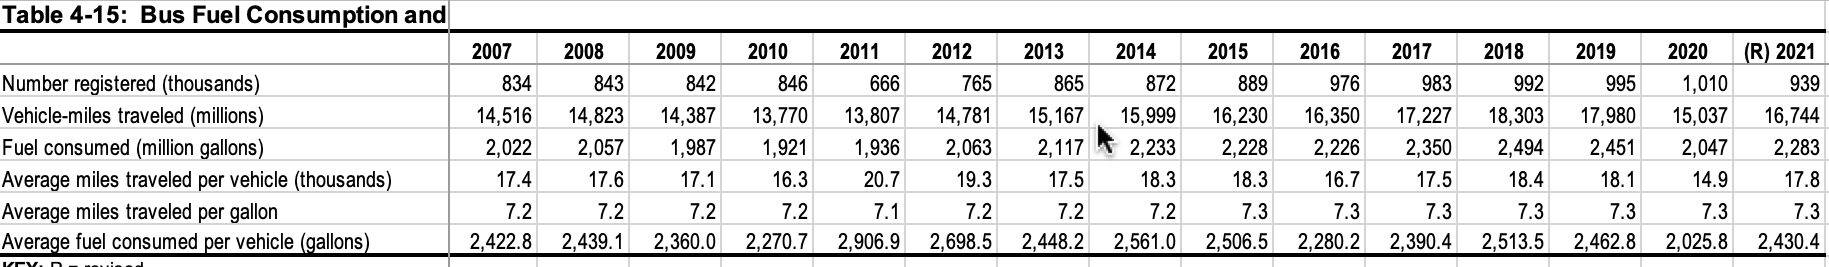 Table 4-15:  Bus Fuel Consumption and
2007 2008 2009 2010 2011 2012 2013 2014 2015 2016 2017 2018 2019 2020 (R) 2021
Number registered (thousands) 834 843 842 846 666 765 865 872 889 976 983 992 995 1,010 939
Vehicle-miles traveled (millions) 14,516 14,823 14,387 13,770 13,807 14,781 15,167 15,999 16,230 16,350 17,227 18,303 17,980 15,037 16,744
Fuel consumed (million gallons) 2,022 2,057 1,987 1,921 1,936 2,063 2,117 2,233 2,228 2,226 2,350 2,494 2,451 2,047 2,283
Average miles traveled per vehicle (thousands) 17.4 17.6 17.1 16.3 20.7 19.3 17.5 18.3 18.3 16.7 17.5 18.4 18.1 14.9 17.8
Average miles traveled per gallon 7.2 7.2 7.2 7.2 7.1 7.2 7.2 7.2 7.3 7.3 7.3 7.3 7.3 7.3 7.3
Average fuel consumed per vehicle (gallons) 2,422.8 2,439.1 2,360.0 2,270.7 2,906.9 2,698.5 2,448.2 2,561.0 2,506.5 2,280.2 2,390.4 2,513.5 2,462.8 2,025.8 2,430.4
KEY: R = revised